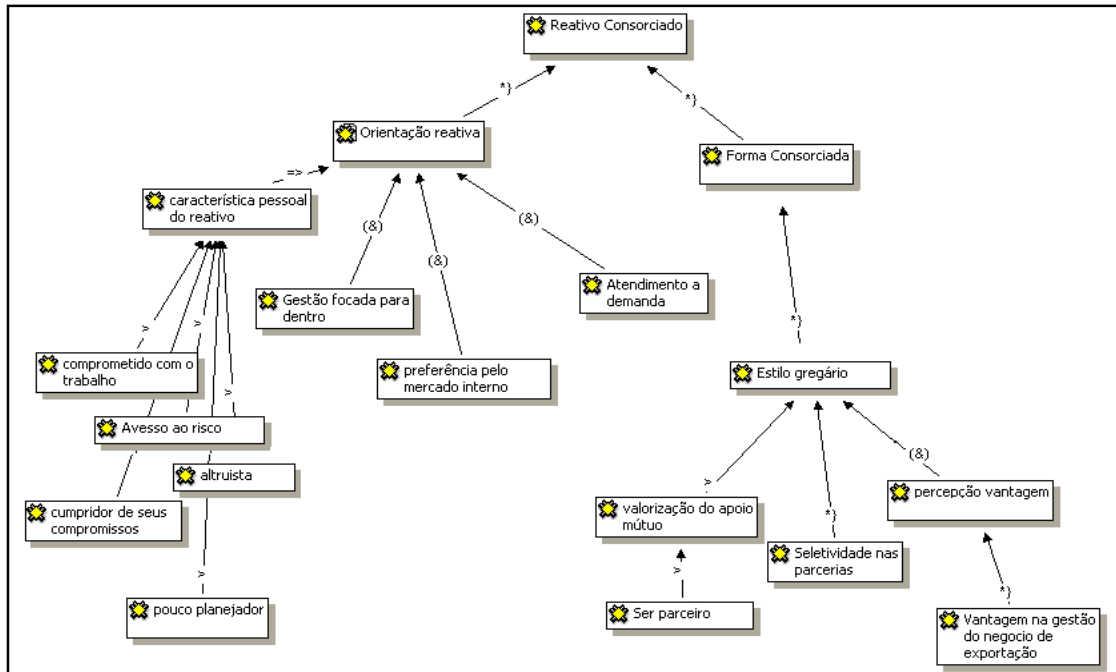 Reativo Consorciado
*}
*}
Orientação reativa
Forma Consorciada
=>
característica pessoal
do reativo
(&)
(&)
(&)
Gestão focada para
dentro
Atendimento a
demanda
*}
>
>
comprometido com o
trabalho
preferência pelo
mercado interno
Estilo gregário
>
Avesso ao risco
altruista
(&)
cumpridor de seus
compromissos
>
valorização do apoio
mútuo
percepção vantagem
*}
Seletividade nas
parcerias
>
>
pouco planejador
Ser parceiro
*}
Vantagem na gestão
do negocio de
exportação